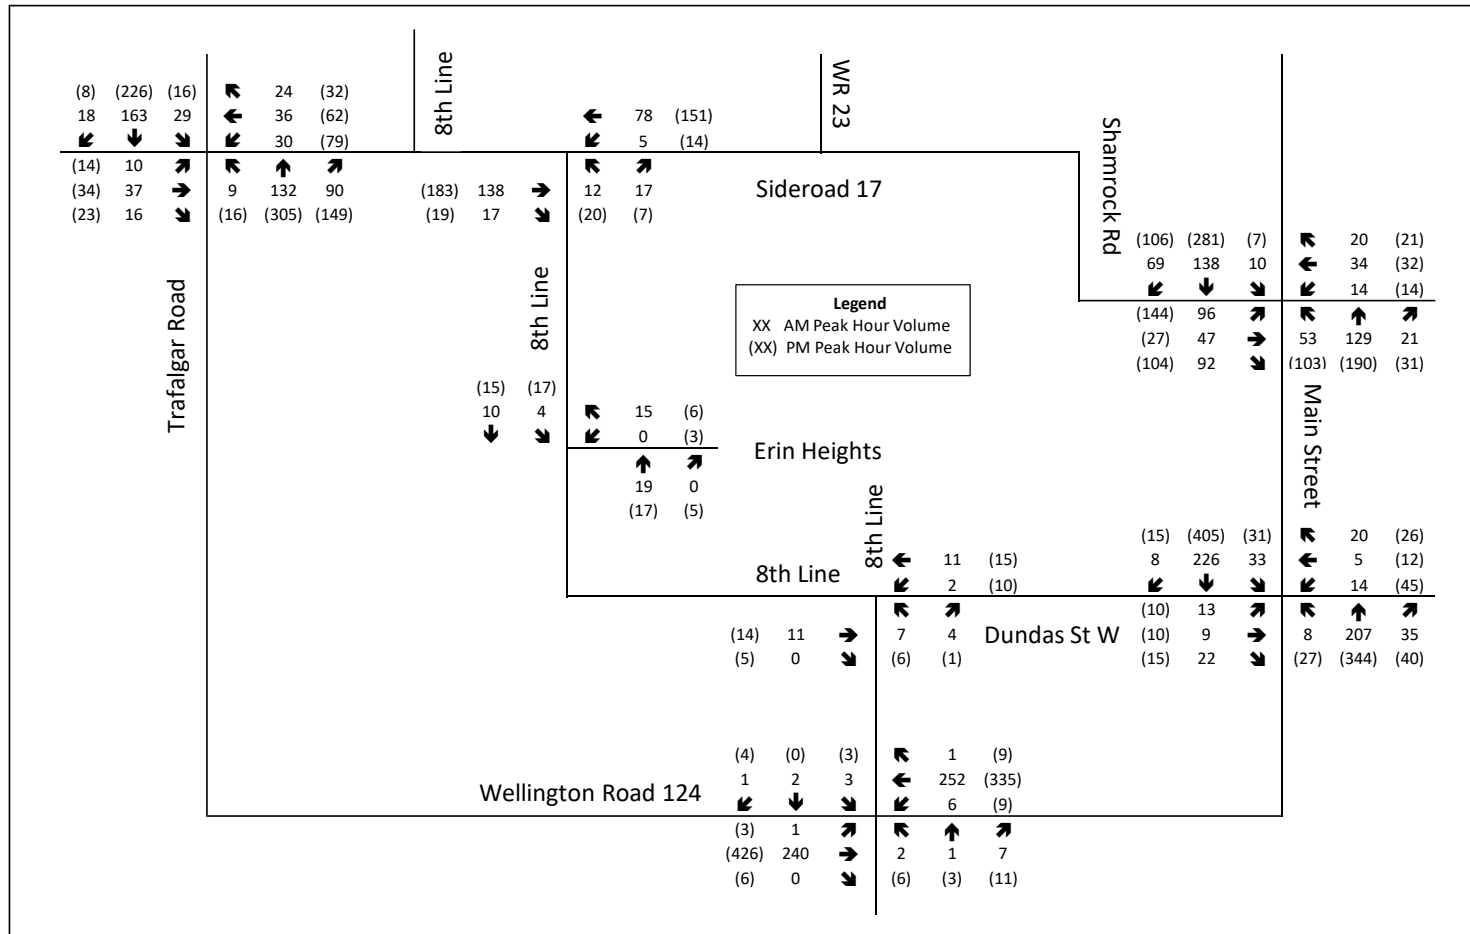 8th Line
WR 23
(8) (226) (16) 24 (32)
18 163 29 36 (62)
30 (79)
(14) 10
(34) 37 9 132 90
(23) 16 (16) (305) (149)
78 (151)
5 (14)
(183) 138 12 17
(19) 17 (20) (7)
Sideroad 17
Shamrock Rd
(106) (281) (7) 20 (21)
69 138 10 34 (32)
14 (14)
(144) 96
(27) 47 53 129 21
(104) 92 (103) (190) (31)
Trafalgar Road
8th Line
Legend
XX AM Peak Hour Volume
(XX) PM Peak Hour Volume
(15) (17)
10 4 15 (6)
0 (3)
Erin Heights
19 0
(17) (5)
Main Street
8th Line
8th Line
11 (15)
2 (10)
(14) 11 7 4
(5) 0 (6) (1)
Dundas St W
(15) (405) (31) 20 (26)
8 226 33 5 (12)
14 (45)
(10) 13
(10) 9 8 207 35
(15) 22 (27) (344) (40)
Wellington Road 124
(4) (0) (3) 1 (9)
1 2 3 252 (335)
6 (9)
(3) 1
(426) 240 2 1 7
(6) 0 (6) (3) (11)